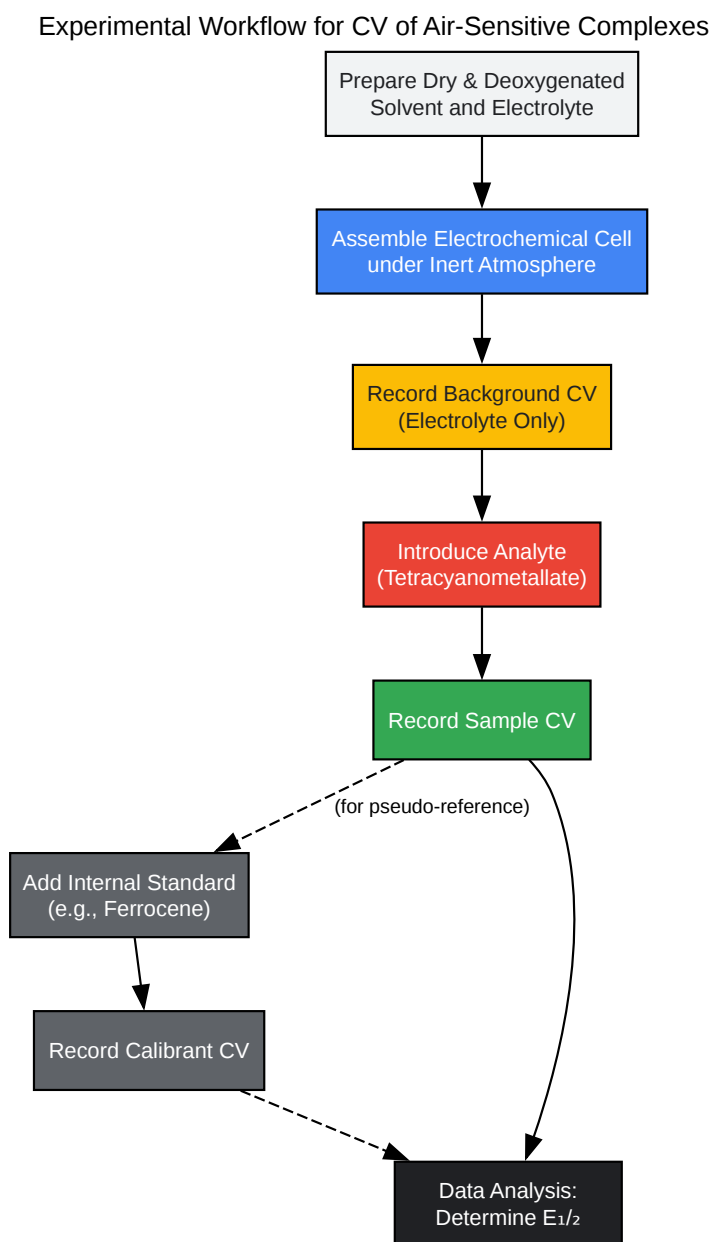 Experimental Workflow for CV of Air-Sensitive Complexes
Prepare Dry & Deoxygenated
Solvent and Electrolyte
Assemble Electrochemical Cell
under Inert Atmosphere
Record Background CV
(Electrolyte Only)
Introduce Analyte
(Tetracyanometallate)
Record Sample CV
(for pseudo-reference)
Add Internal Standard
(e.g., Ferrocene)
Record Calibrant CV
Data Analysis:
Determine E₁/₂